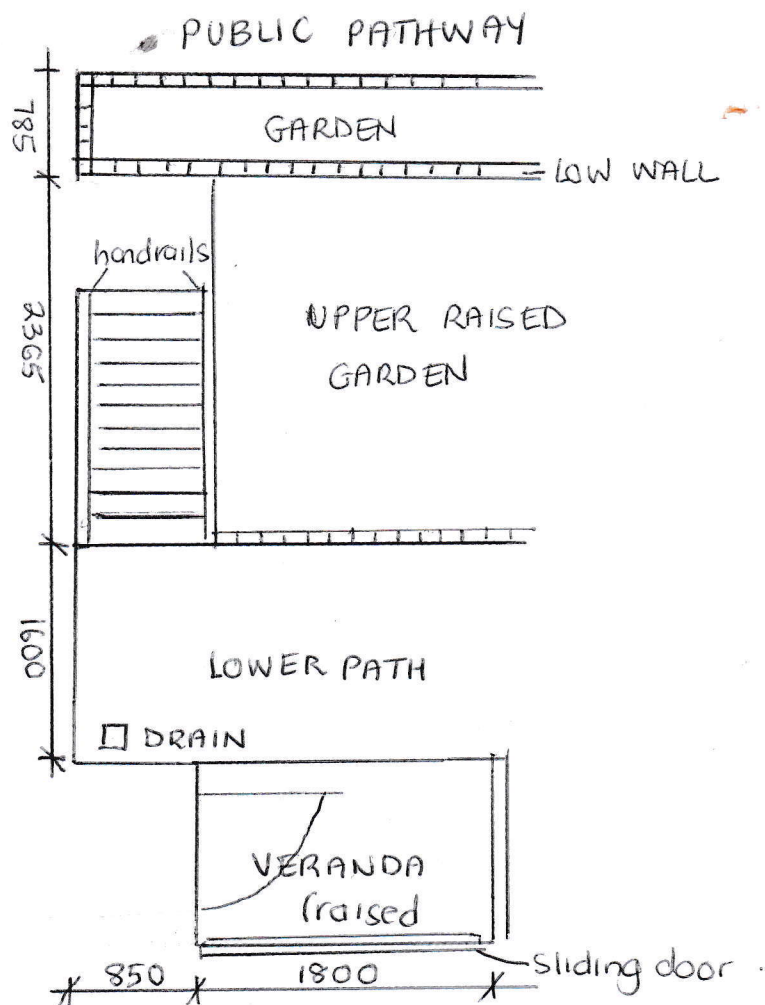 PUBLIC PATHWAY
785
GARDEN
LOW WALL
handrails
2365
UPPER RAISED
GARDEN
1600
LOWER PATH
DRAIN
VERANDA
(raised
Sliding door
850
1800